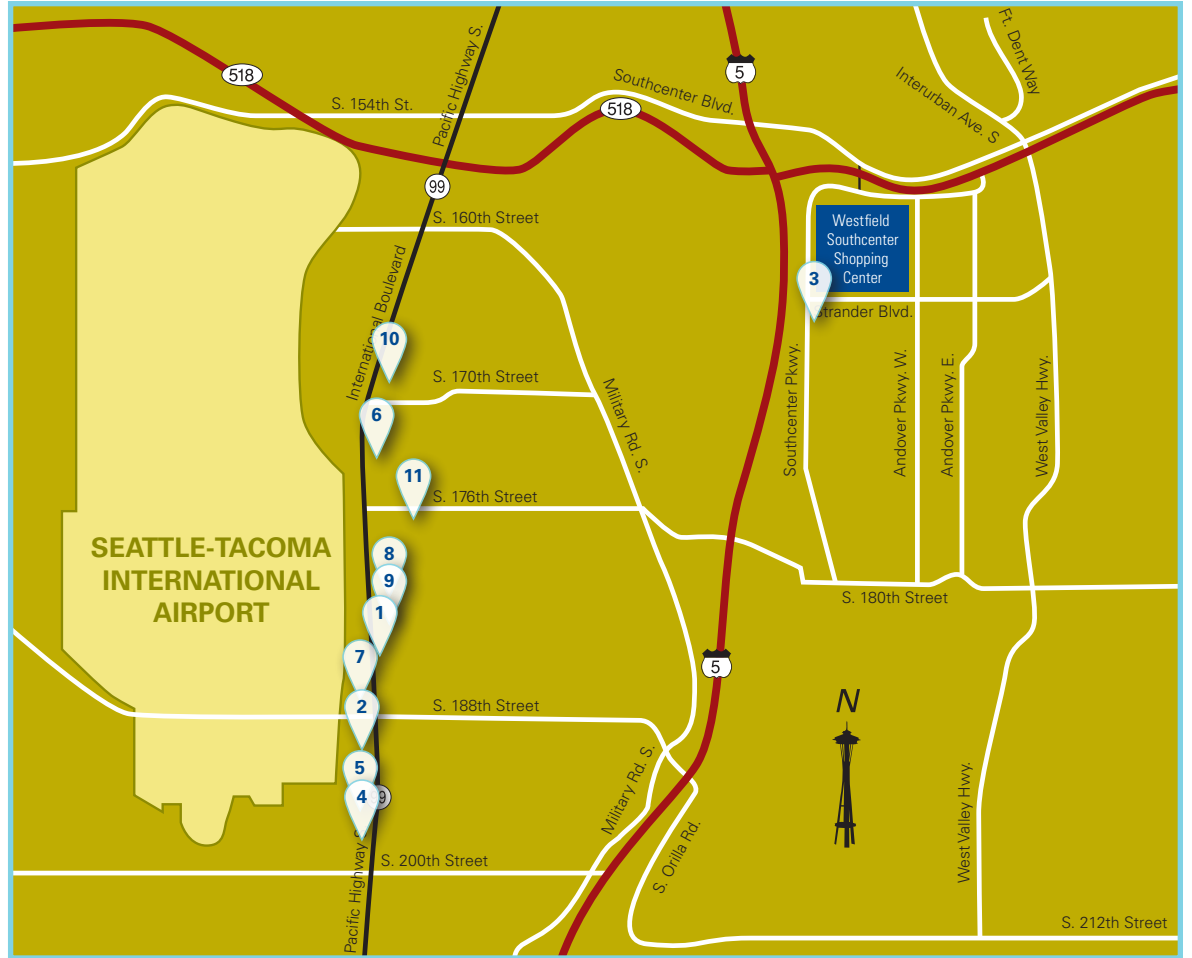 Pacific Highway S.
5
Ft. Dent Way
518
Southcenter Blvd.
Interurban Ave. S
S. 154th St.
518
99
S. 160th Street
Westfield
Southcenter
Shopping
Center
3
Strander Blvd.
International Boulevard
10
S. 170th Street
6
Military Rd. S.
Southcenter Pkwy.
Andover Pkwy. W.
Andover Pkwy. E.
West Valley Hwy.
11
S. 176th Street
SEATTLE-TACOMA
INTERNATIONAL
AIRPORT
8
9
1
S. 180th Street
7
5
2
S. 188th Street
N
5
4
99
Military Rd. S.
S. Orilla Rd.
West Valley Hwy.
Pacific Highway S.
S. 200th Street
S. 212th Street